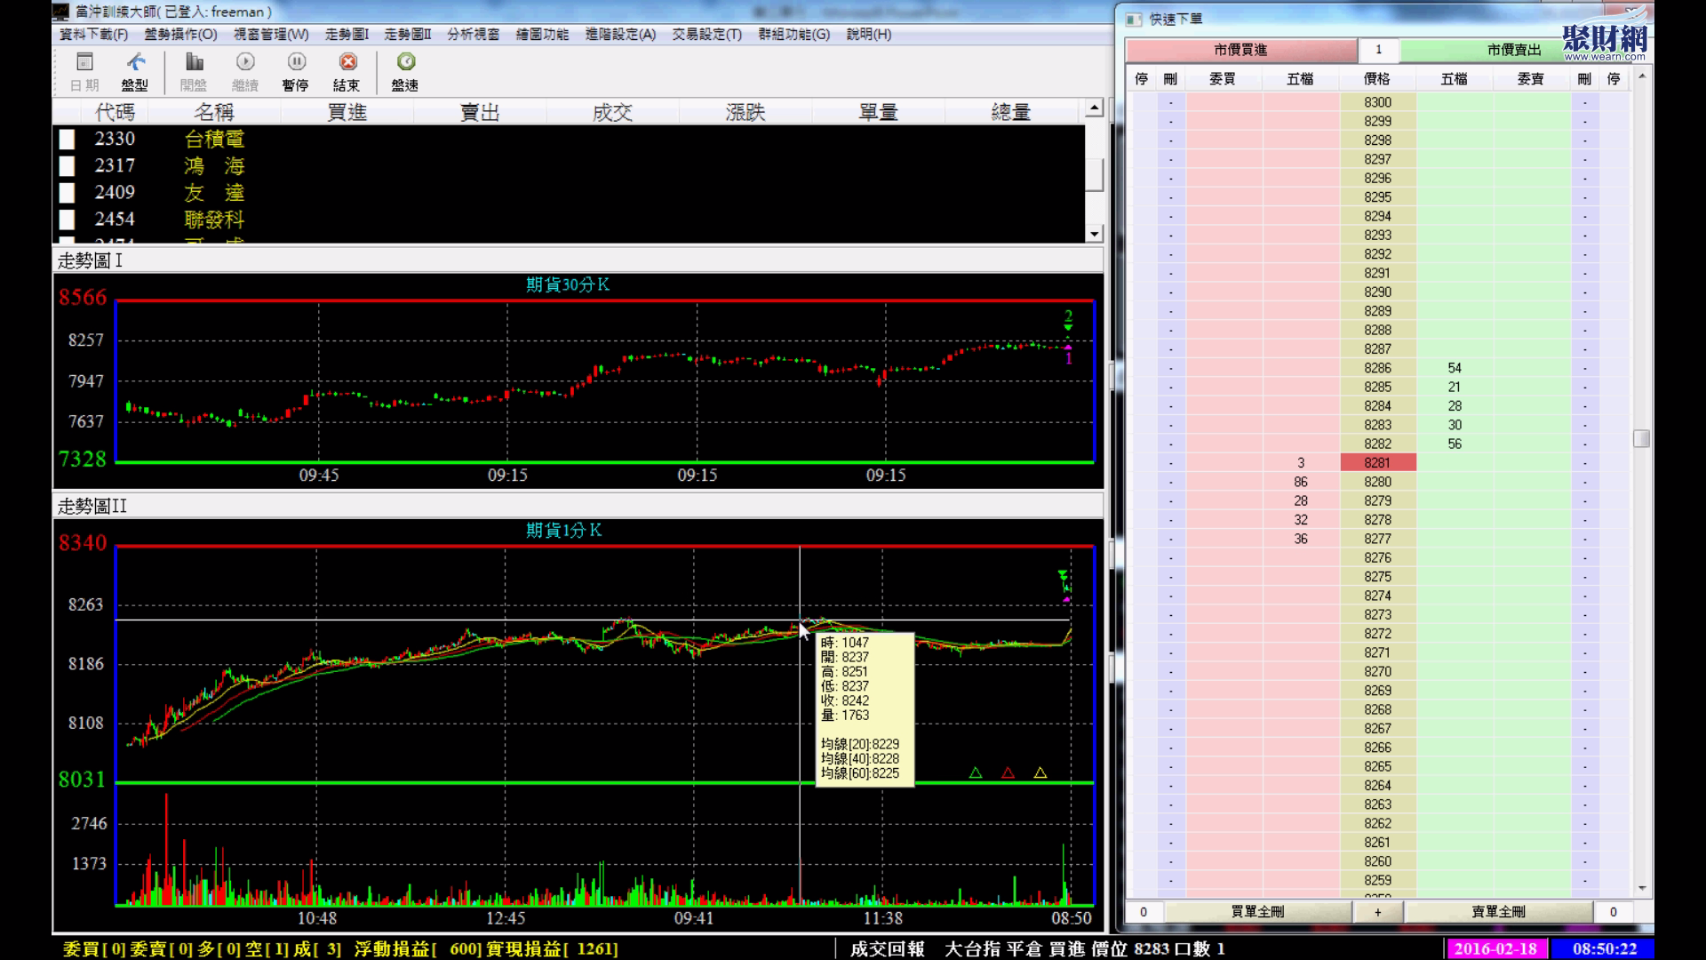 當沖訓練大師( 已登入: freeman )
資料下載(F) 盤勢操作(O) 視窗管理(W) 走勢圖I 走勢圖II 分析視窗 繪圖功能 進階設定(A) 交易設定(T) 群組功能(G) 說明(H)
日期 盤型 開盤 繼續 暫停 結束 盤速
代碼 名稱 買進 賣出 成交 漲跌 單量 總量
2330 台積電
2317 鴻 海
2409 友 達
2454 聯發科
走勢圖 I
期貨30分K
8566
2
8257
1
7947
7637
7328
09:45 09:15 09:15 09:15
走勢圖II
期貨1分K
8340
8263
8186
8108
8031
2746
1373
10:48 12:45 09:41 11:38 08:50
時: 1047
開: 8237
高: 8251
低: 8237
收: 8242
量: 1763
均線[20]:8229
均線[40]:8228
均線[60]:8225
委買[ 0] 委賣[ 0] 多[ 0] 空[ 1] 成[ 3] 浮動損益[ 600] 實現損益[ 1261]
成交回報 大台指 平倉 買進 價位 8283 口數 1
2016-02-18 08:50:22
快速下單
聚財網
www.wearn.com
市價買進 1 市價賣出
停 刪 委買 五檔 價格 五檔 委賣 刪 停
- 8300 -
- 8299 -
- 8298 -
- 8297 -
- 8296 -
- 8295 -
- 8294 -
- 8293 -
- 8292 -
- 8291 -
- 8290 -
- 8289 -
- 8288 -
- 8287 -
- 8286 54 -
- 8285 21 -
- 8284 28 -
- 8283 30 -
- 8282 56 -
- 3 8281 -
- 86 8280 -
- 28 8279 -
- 32 8278 -
- 36 8277 -
- 8276 -
- 8275 -
- 8274 -
- 8273 -
- 8272 -
- 8271 -
- 8270 -
- 8269 -
- 8268 -
- 8267 -
- 8266 -
- 8265 -
- 8264 -
- 8263 -
- 8262 -
- 8261 -
- 8260 -
- 8259 -
0 買單全刪 + 賣單全刪 0